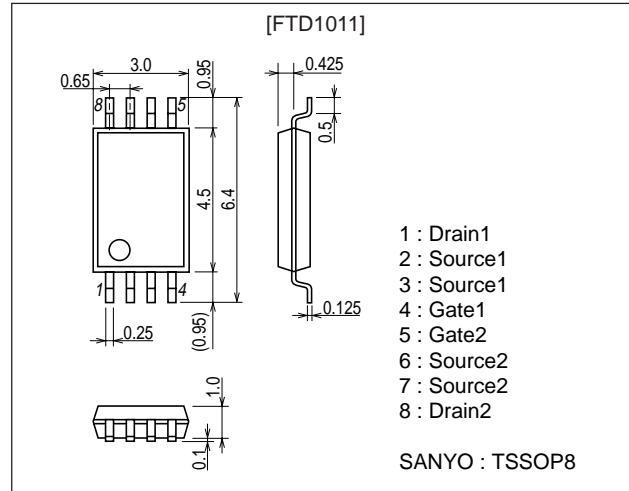 [FTD1011]
3.0
0.65
0.95
0.425
8
5
0.5
4.5
6.4
1
4
0.25
(0.95)
0.125
1.0
0.1
1 : Drain1
2 : Source1
3 : Source1
4 : Gate1
5 : Gate2
6 : Source2
7 : Source2
8 : Drain2
SANYO : TSSOP8